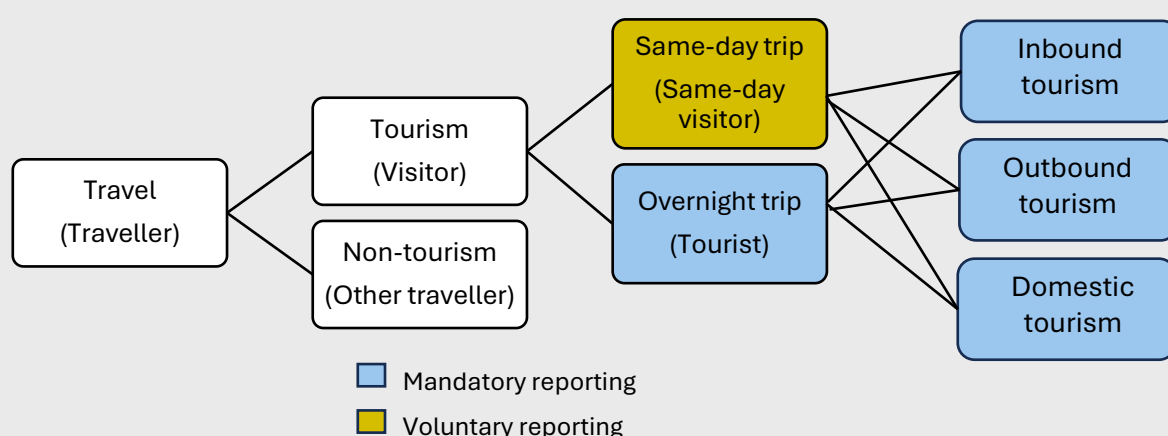 Travel
(Traveller)
Tourism
(Visitor)
Non-tourism
(Other traveller)
Same-day trip
(Same-day
visitor)
Overnight trip
(Tourist)
Inbound
tourism
Outbound
tourism
Domestic
tourism
Mandatory reporting
Voluntary reporting